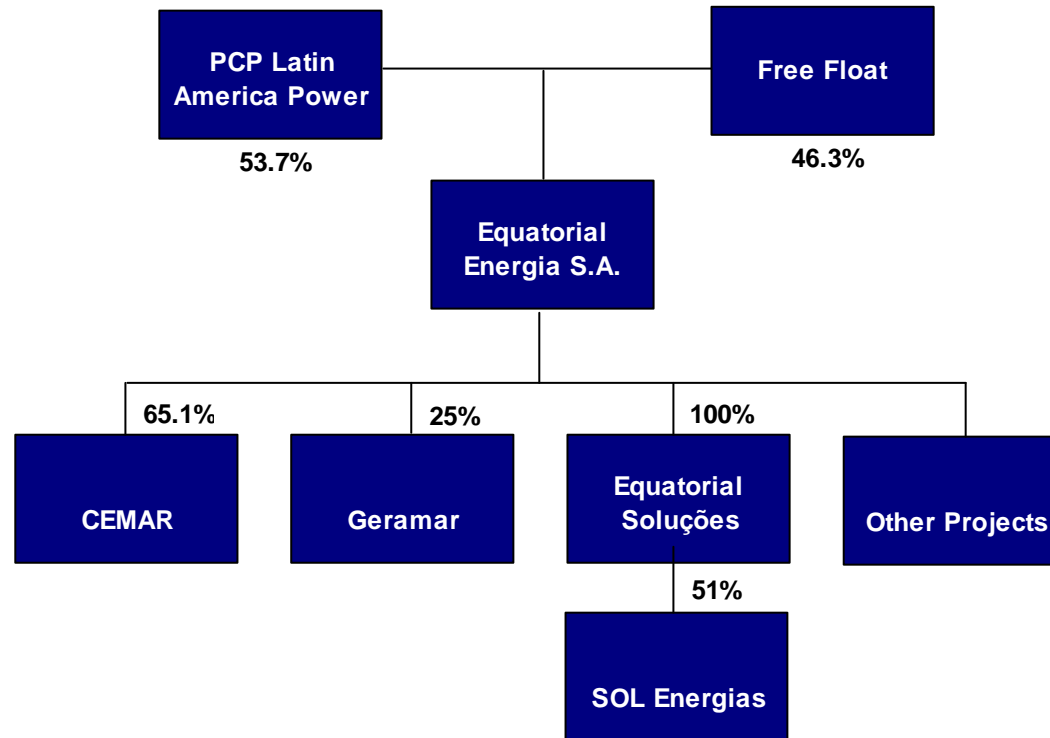 PCP Latin
America Power
Free Float
53.7%
46.3%
Equatorial
Energia S.A.
65.1%
25%
100%
CEMAR
Geramar
Equatorial
Soluções
Other Projects
51%
SOL Energias